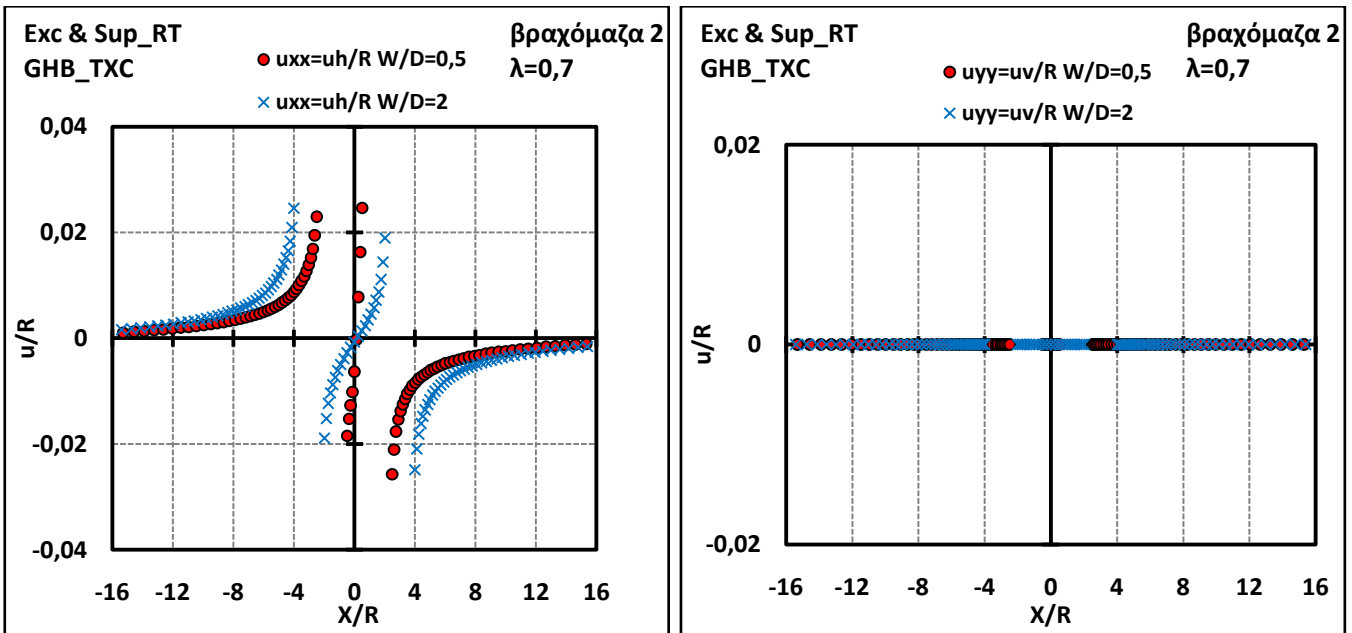 Exc & Sup_RT
GHB_TXC
βραχόμαζα 2
λ=0,7
uxx=uh/R W/D=0,5
uxx=uh/R W/D=2
0,04
0,02
0
-0,02
-0,04
u/R
-16 -12 -8 -4 0 4 8 12 16
X/R
Exc & Sup_RT
GHB_TXC
βραχόμαζα 2
λ=0,7
uyy=uv/R W/D=0,5
uyy=uv/R W/D=2
0,02
0
-0,02
u/R
-16 -12 -8 -4 0 4 8 12 16
X/R